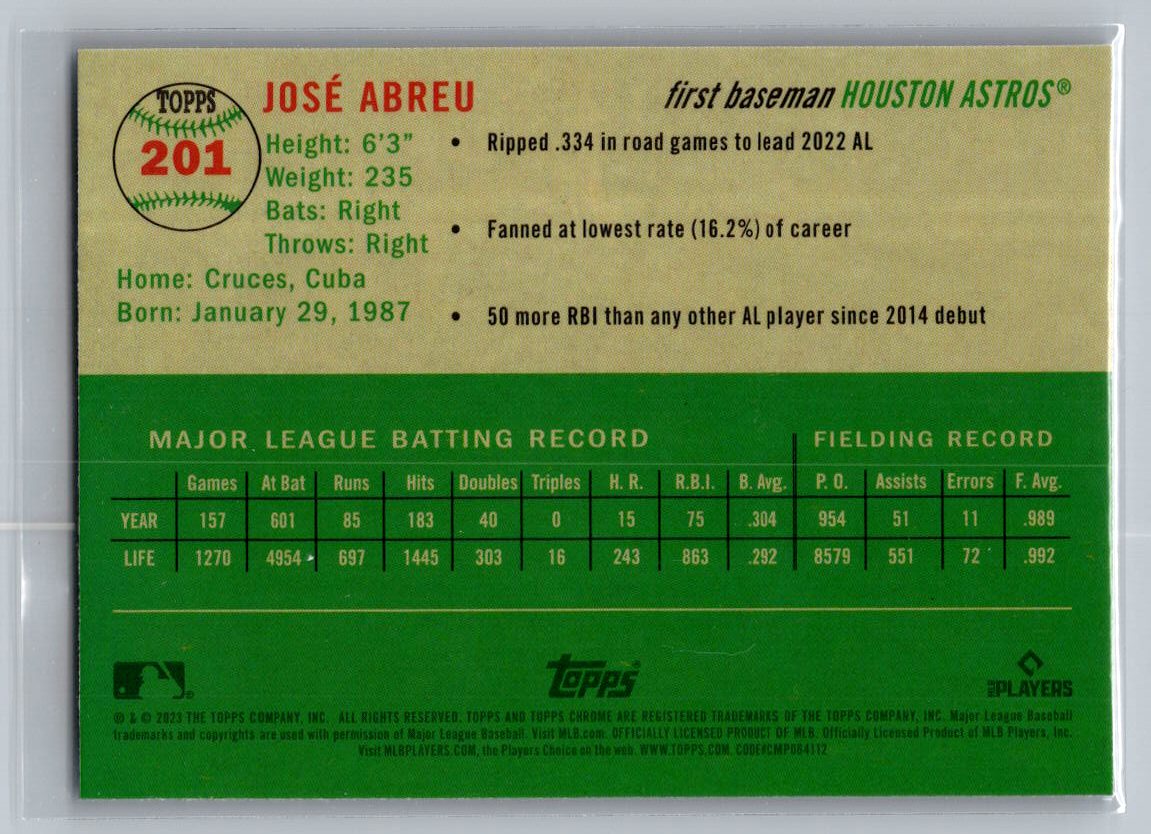 TOPPS
201
JOSÉ ABREU
first baseman HOUSTON ASTROS®
Height: 6'3"
Weight: 235
Bats: Right
Throws: Right
Home: Cruces, Cuba
Born: January 29, 1987
• Ripped .334 in road games to lead 2022 AL
• Fanned at lowest rate (16.2%) of career
• 50 more RBI than any other AL player since 2014 debut
MAJOR LEAGUE BATTING RECORD FIELDING RECORD
Games At Bat Runs Hits Doubles Triples H. R. R.B.I. B. Avg. P. O. Assists Errors F. Avg.
YEAR 157 601 85 183 40 0 15 75 .304 954 51 11 .989
LIFE 1270 4954 697 1445 303 16 243 863 .292 8579 551 72 .992
topps®
MLB PLAYERS
® & © 2023 THE TOPPS COMPANY, INC. ALL RIGHTS RESERVED. TOPPS AND TOPPS CHROME ARE REGISTERED TRADEMARKS OF THE TOPPS COMPANY, INC. Major League Baseball
trademarks and copyrights are used with permission of Major League Baseball. Visit MLB.com. OFFICIALLY LICENSED PRODUCT OF MLB. Officially Licensed Product of MLB Players, Inc.
Visit MLBPLAYERS.COM, the Players Choice on the web. WWW.TOPPS.COM. CODE#CMP064112